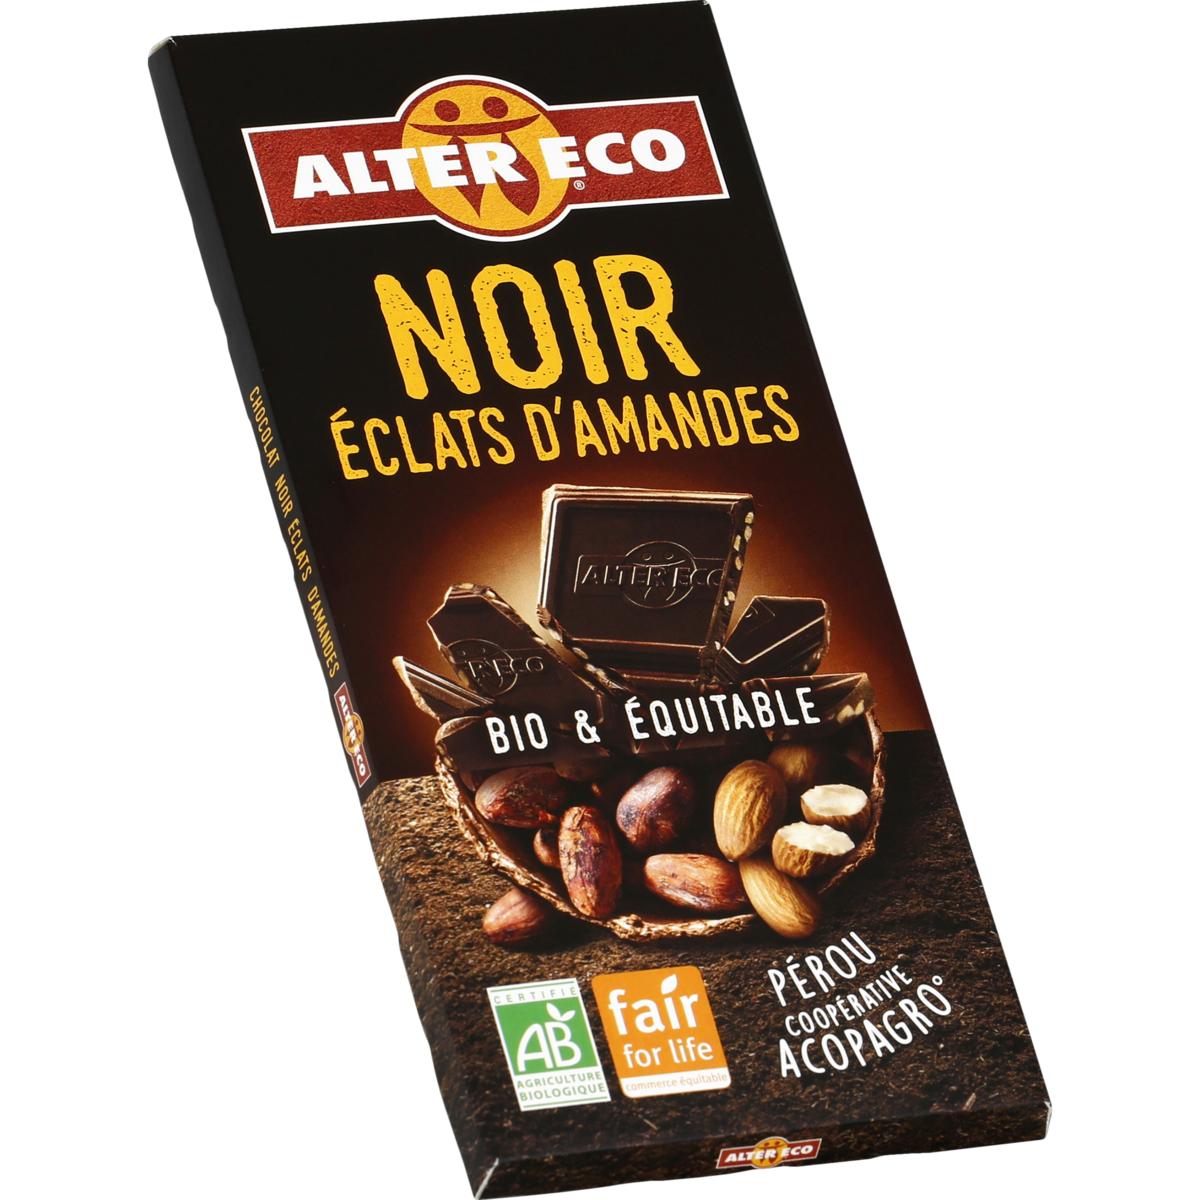 ALTER ECO
®
NOIR
ÉCLATS D'AMANDES
CHOCOLAT NOIR ÉCLATS D'AMANDES
ALTER ECO
ALTER ECO
R ECO
BIO & ÉQUITABLE
PÉROU
COOPÉRATIVE
ACOPAGRO°
CERTIFIÉ
AB
AGRICULTURE
BIOLOGIQUE
fair
for life
commerce équitable
ALTER ECO